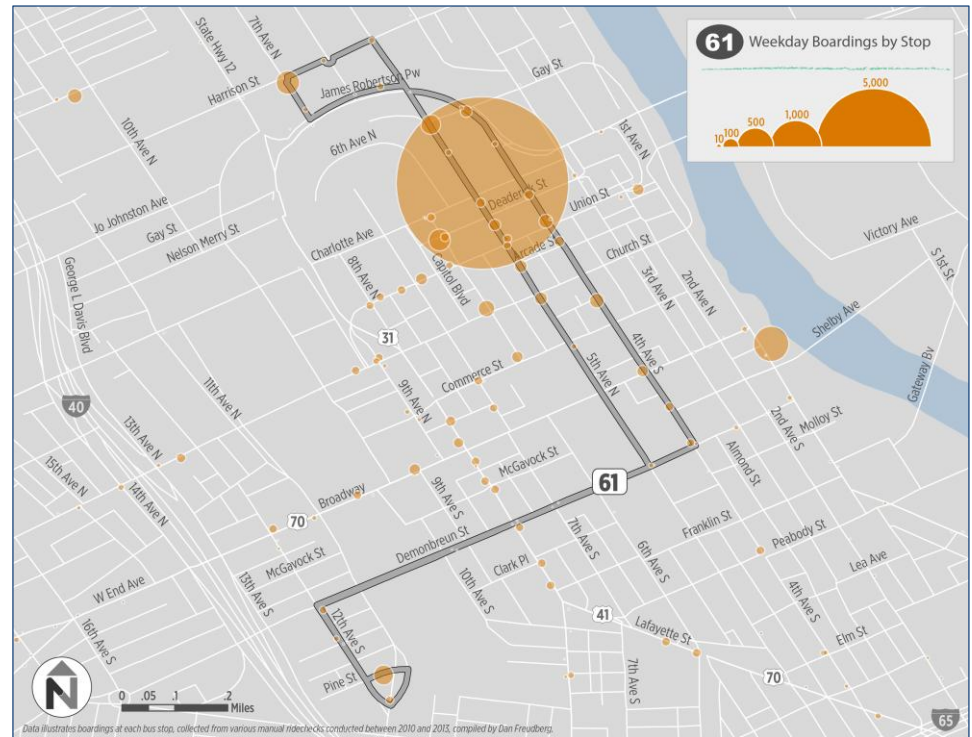 61 Weekday Boardings by Stop
5,000
1,000
500
100
10
State Hwy 12
7th Ave N
Harrison St
James Robertson Pw
Gay St
1st Ave N
10th Ave N
6th Ave N
Deaderick St
Union St
Jo Johnston Ave
Gay St
Nelson Merry St
Charlotte Ave
Arcade S
Church St
Victory Ave
S 1st St
George L Davis Blvd
8th Ave N
Capitol Blvd
3rd Ave N
2nd Ave N
Shelby Ave
31
Commerce St
5th Ave N
4th Ave S
Gateway Bv
40
11th Ave N
9th Ave N
13th Ave N
2nd Ave S
Molloy St
15th Ave N
14th Ave N
McGavock St
Almond St
61
Broadway
9th Ave S
70
Demonbreun St
7th Ave S
Franklin St
Peabody St
McGavock St
6th Ave S
Lea Ave
W End Ave
13th Ave S
Clark Pl
10th Ave S
4th Ave S
16th Ave S
12th Ave S
41
Lafayette St
Elm St
Pine St
7th Ave S
70
N
0 .05 .1 .2
Miles
65
Data illustrates boardings at each bus stop, collected from various manual ridechecks conducted between 2010 and 2013, compiled by Dan Freudberg.